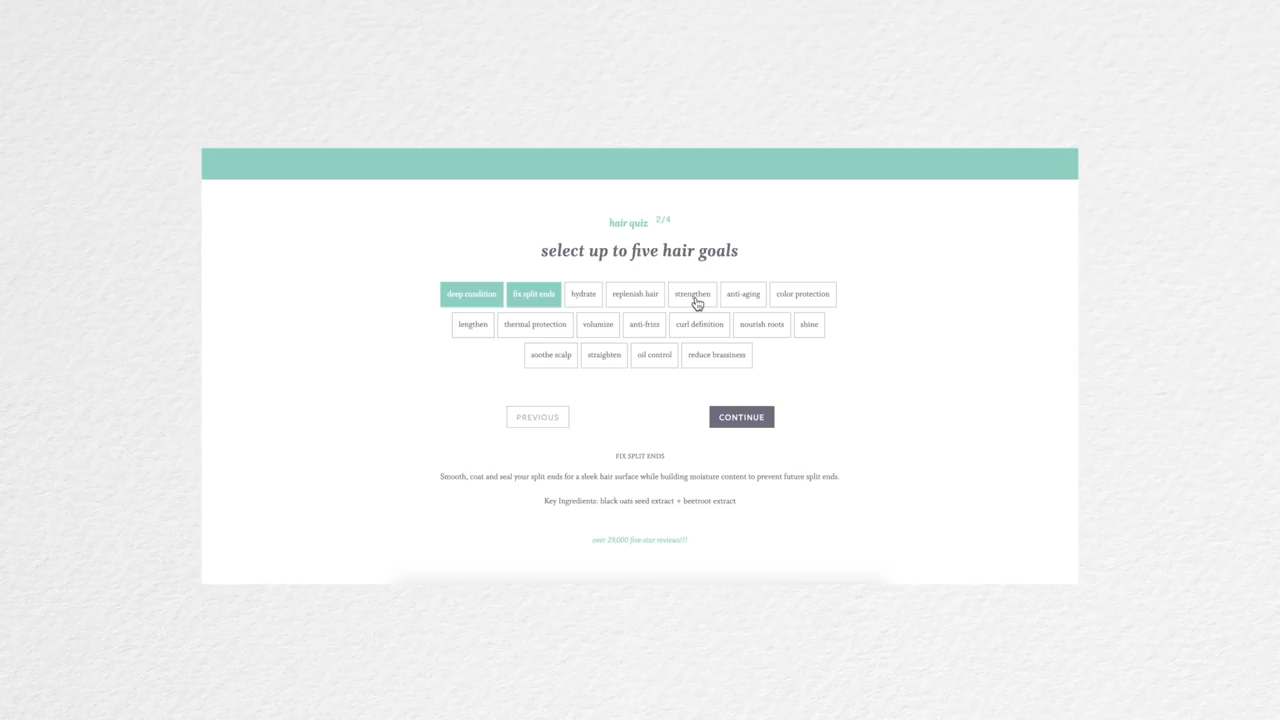 hair quiz 2/4
select up to five hair goals
deep condition fix split ends hydrate replenish hair strengthen anti-aging color protection
lengthen thermal protection volumize anti-frizz curl definition nourish roots shine
soothe scalp straighten oil control reduce brassiness
PREVIOUS CONTINUE
FIX SPLIT ENDS
Smooth, coat and seal your split ends for a sleek hair surface while building moisture content to prevent future split ends.
Key Ingredients: black oats seed extract + beetroot extract
over 29,000 five-star reviews!!!